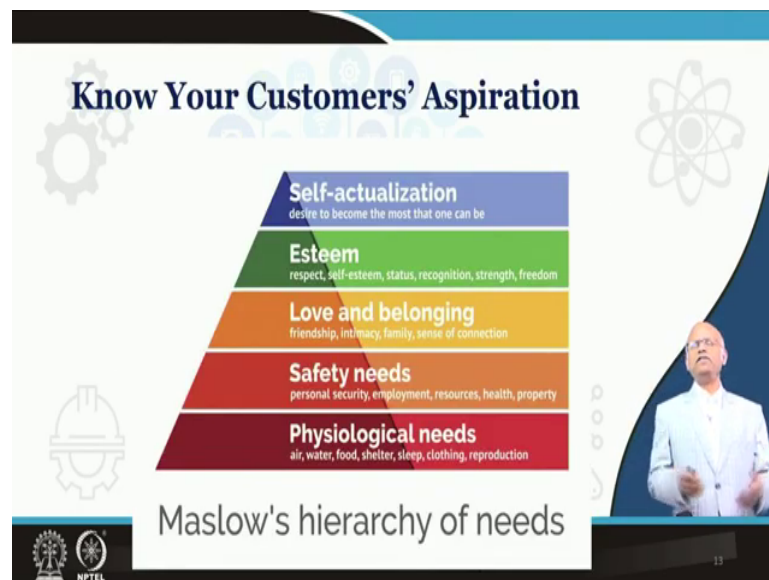 Know Your Customers' Aspiration
Self-actualization
desire to become the most that one can be
Esteem
respect, self-esteem, status, recognition, strength, freedom
Love and belonging
friendship, intimacy, family, sense of connection
Safety needs
personal security, employment, resources, health, property
Physiological needs
air, water, food, shelter, sleep, clothing, reproduction
Maslow's hierarchy of needs
NPTEL
13